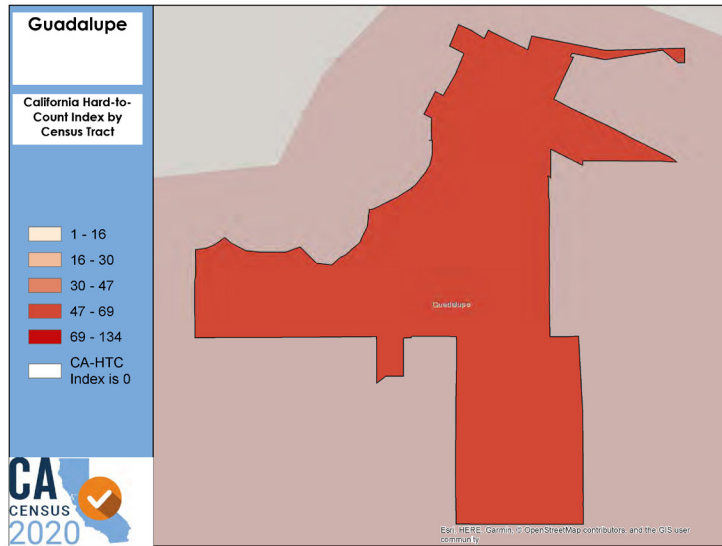 Guadalupe
California Hard-to-
Count Index by
Census Tract
1 - 16
16 - 30
30 - 47
47 - 69
69 - 134
CA-HTC
Index is 0
CA
CENSUS
2020
Guadalupe
Esri, HERE, Garmin, © OpenStreetMap contributors, and the GIS user
community